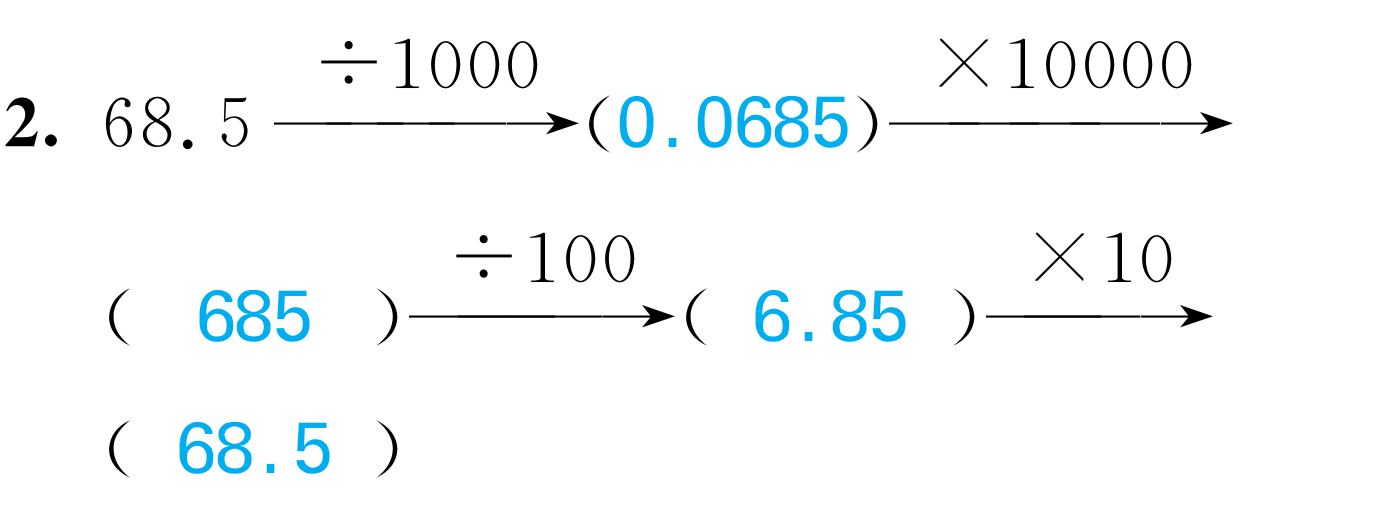 2. 68.5 ÷1000 (0.0685) ×10000
( 685 ) ÷100 ( 6.85 ) ×10
( 68.5 )